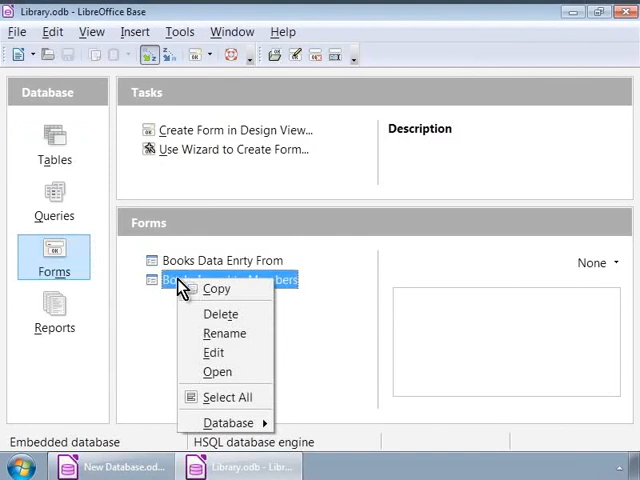 Library.odb - LibreOffice Base
File Edit View Insert Tools Window Help
Database
Tasks
Tables
Queries
Forms
Reports
Create Form in Design View...
Use Wizard to Create Form...
Description
Forms
Books Data Enrty From
None
Copy
Delete
Rename
Edit
Open
Select All
Database
Embedded database
HSQL database engine
New Database.od...
Library.odb - Libr...